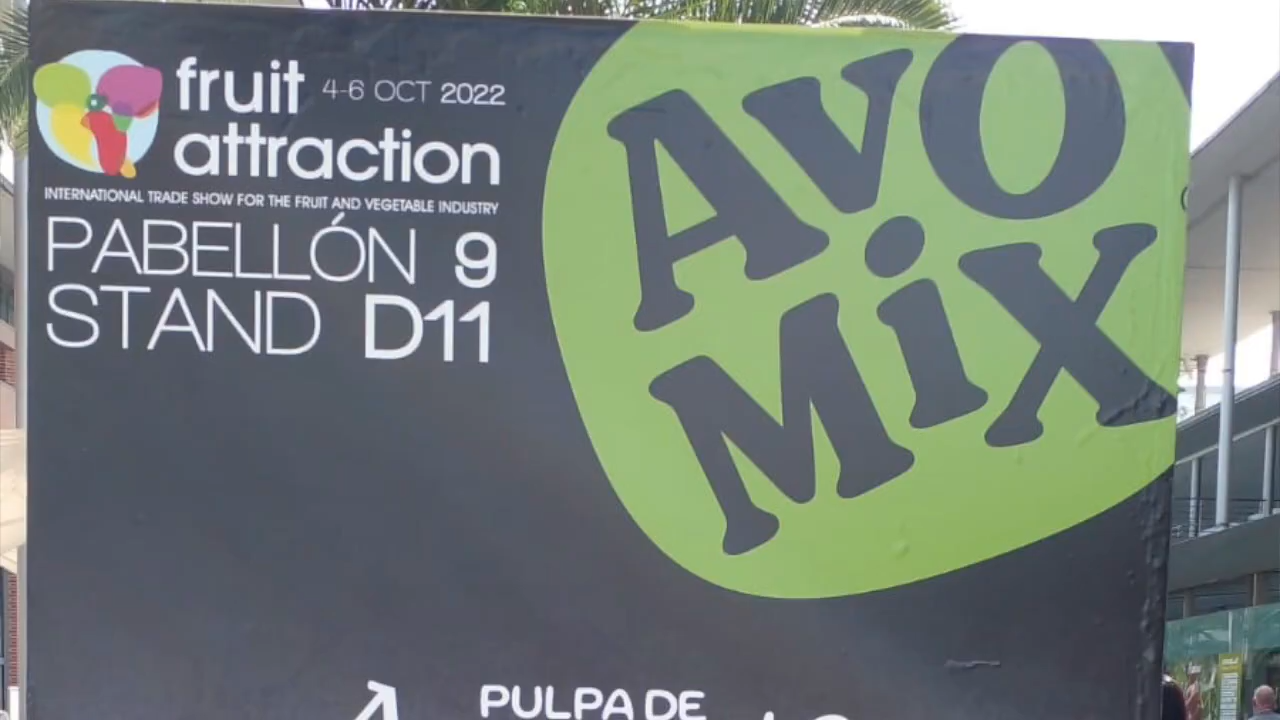 fruit
4-6 OCT 2022
attraction
INTERNATIONAL TRADE SHOW FOR THE FRUIT AND VEGETABLE INDUSTRY
PABELLÓN 9
STAND D11
AVO
MiX
PULPA DE